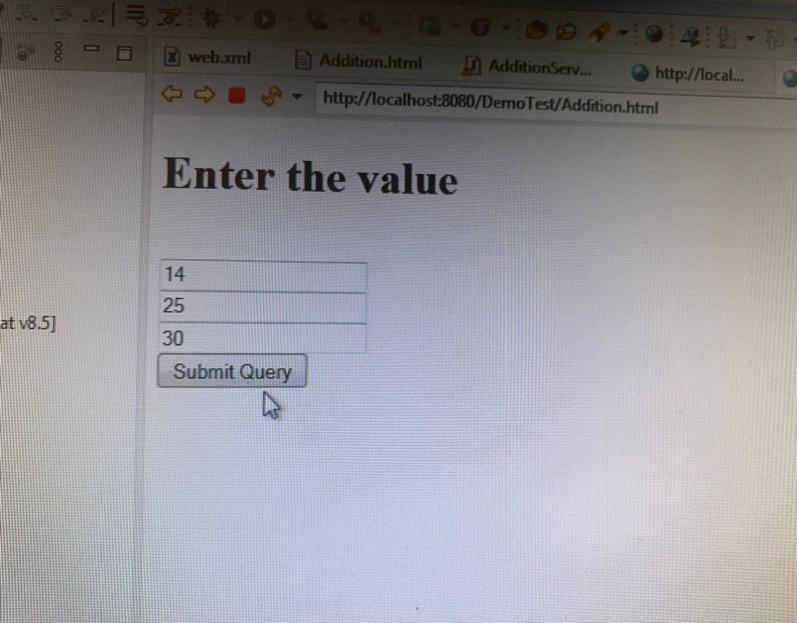 web.xml Addition.html AdditionServ... http://local...
http://localhost:8080/DemoTest/Addition.html
Enter the value
14
25
at v8.5]
30
Submit Query